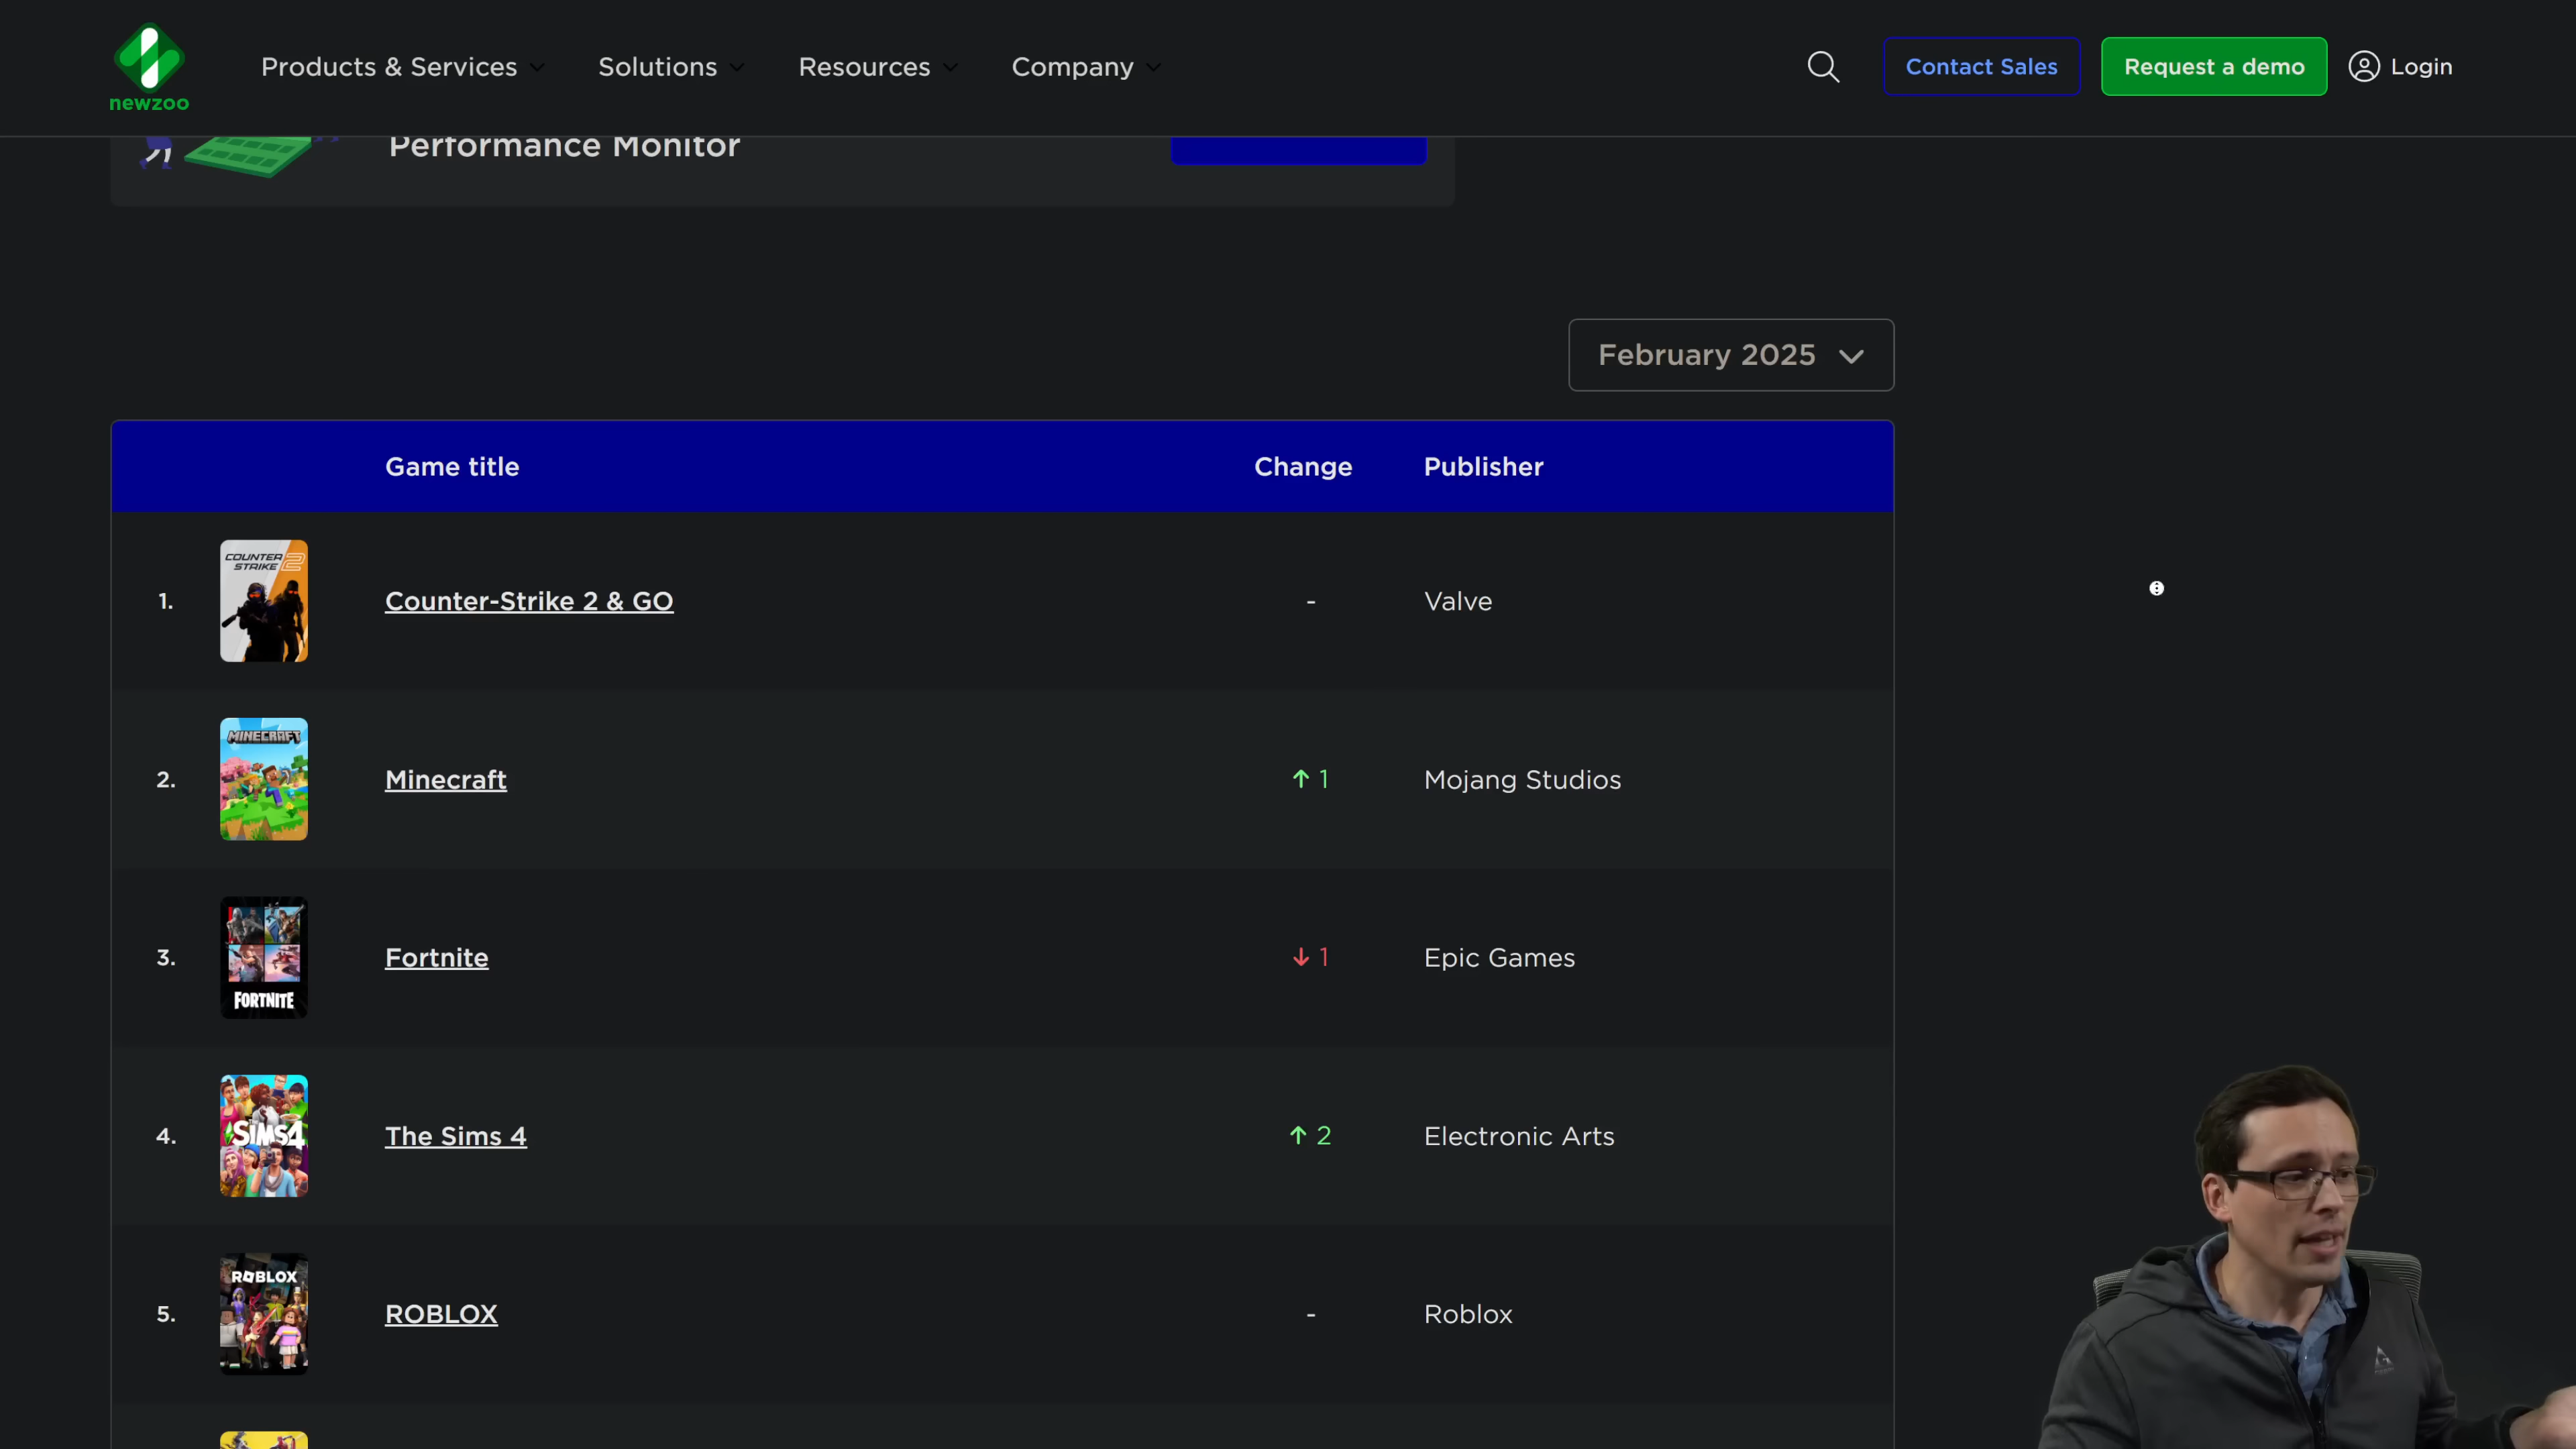 newzoo
Products & Services
Solutions
Resources
Company
Contact Sales
Request a demo
Login
Performance Monitor
February 2025
Game title
Change
Publisher
1.
COUNTER
STRIKE 2
Counter-Strike 2 & GO
-
Valve
2.
MINECRAFT
Minecraft
↑ 1
Mojang Studios
3.
FORTNITE
Fortnite
↓ 1
Epic Games
4.
SIMS4
The Sims 4
↑ 2
Electronic Arts
5.
ROBLOX
ROBLOX
-
Roblox